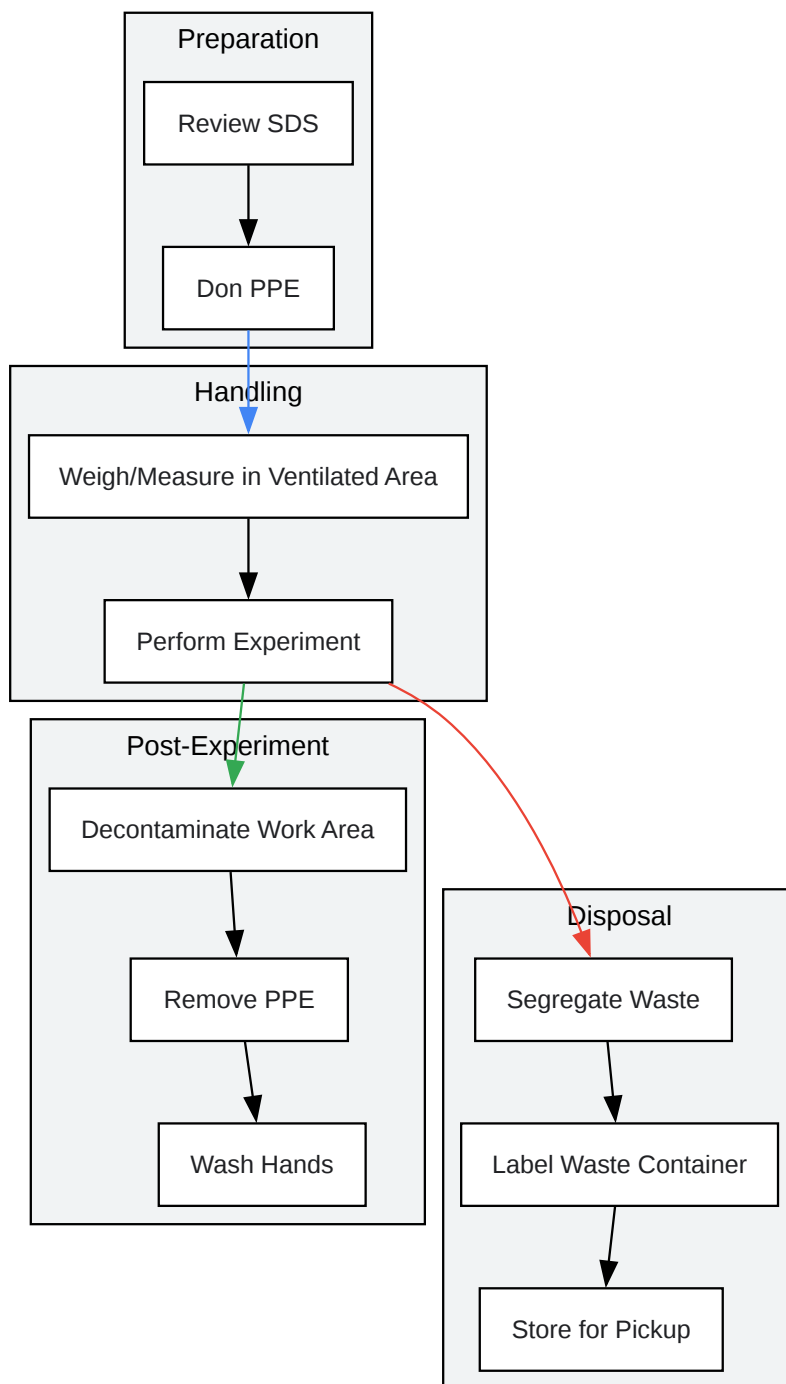 Preparation
Review SDS
Don PPE
Handling
Weigh/Measure in Ventilated Area
Perform Experiment
Post-Experiment
Decontaminate Work Area
Remove PPE
Wash Hands
Disposal
Segregate Waste
Label Waste Container
Store for Pickup